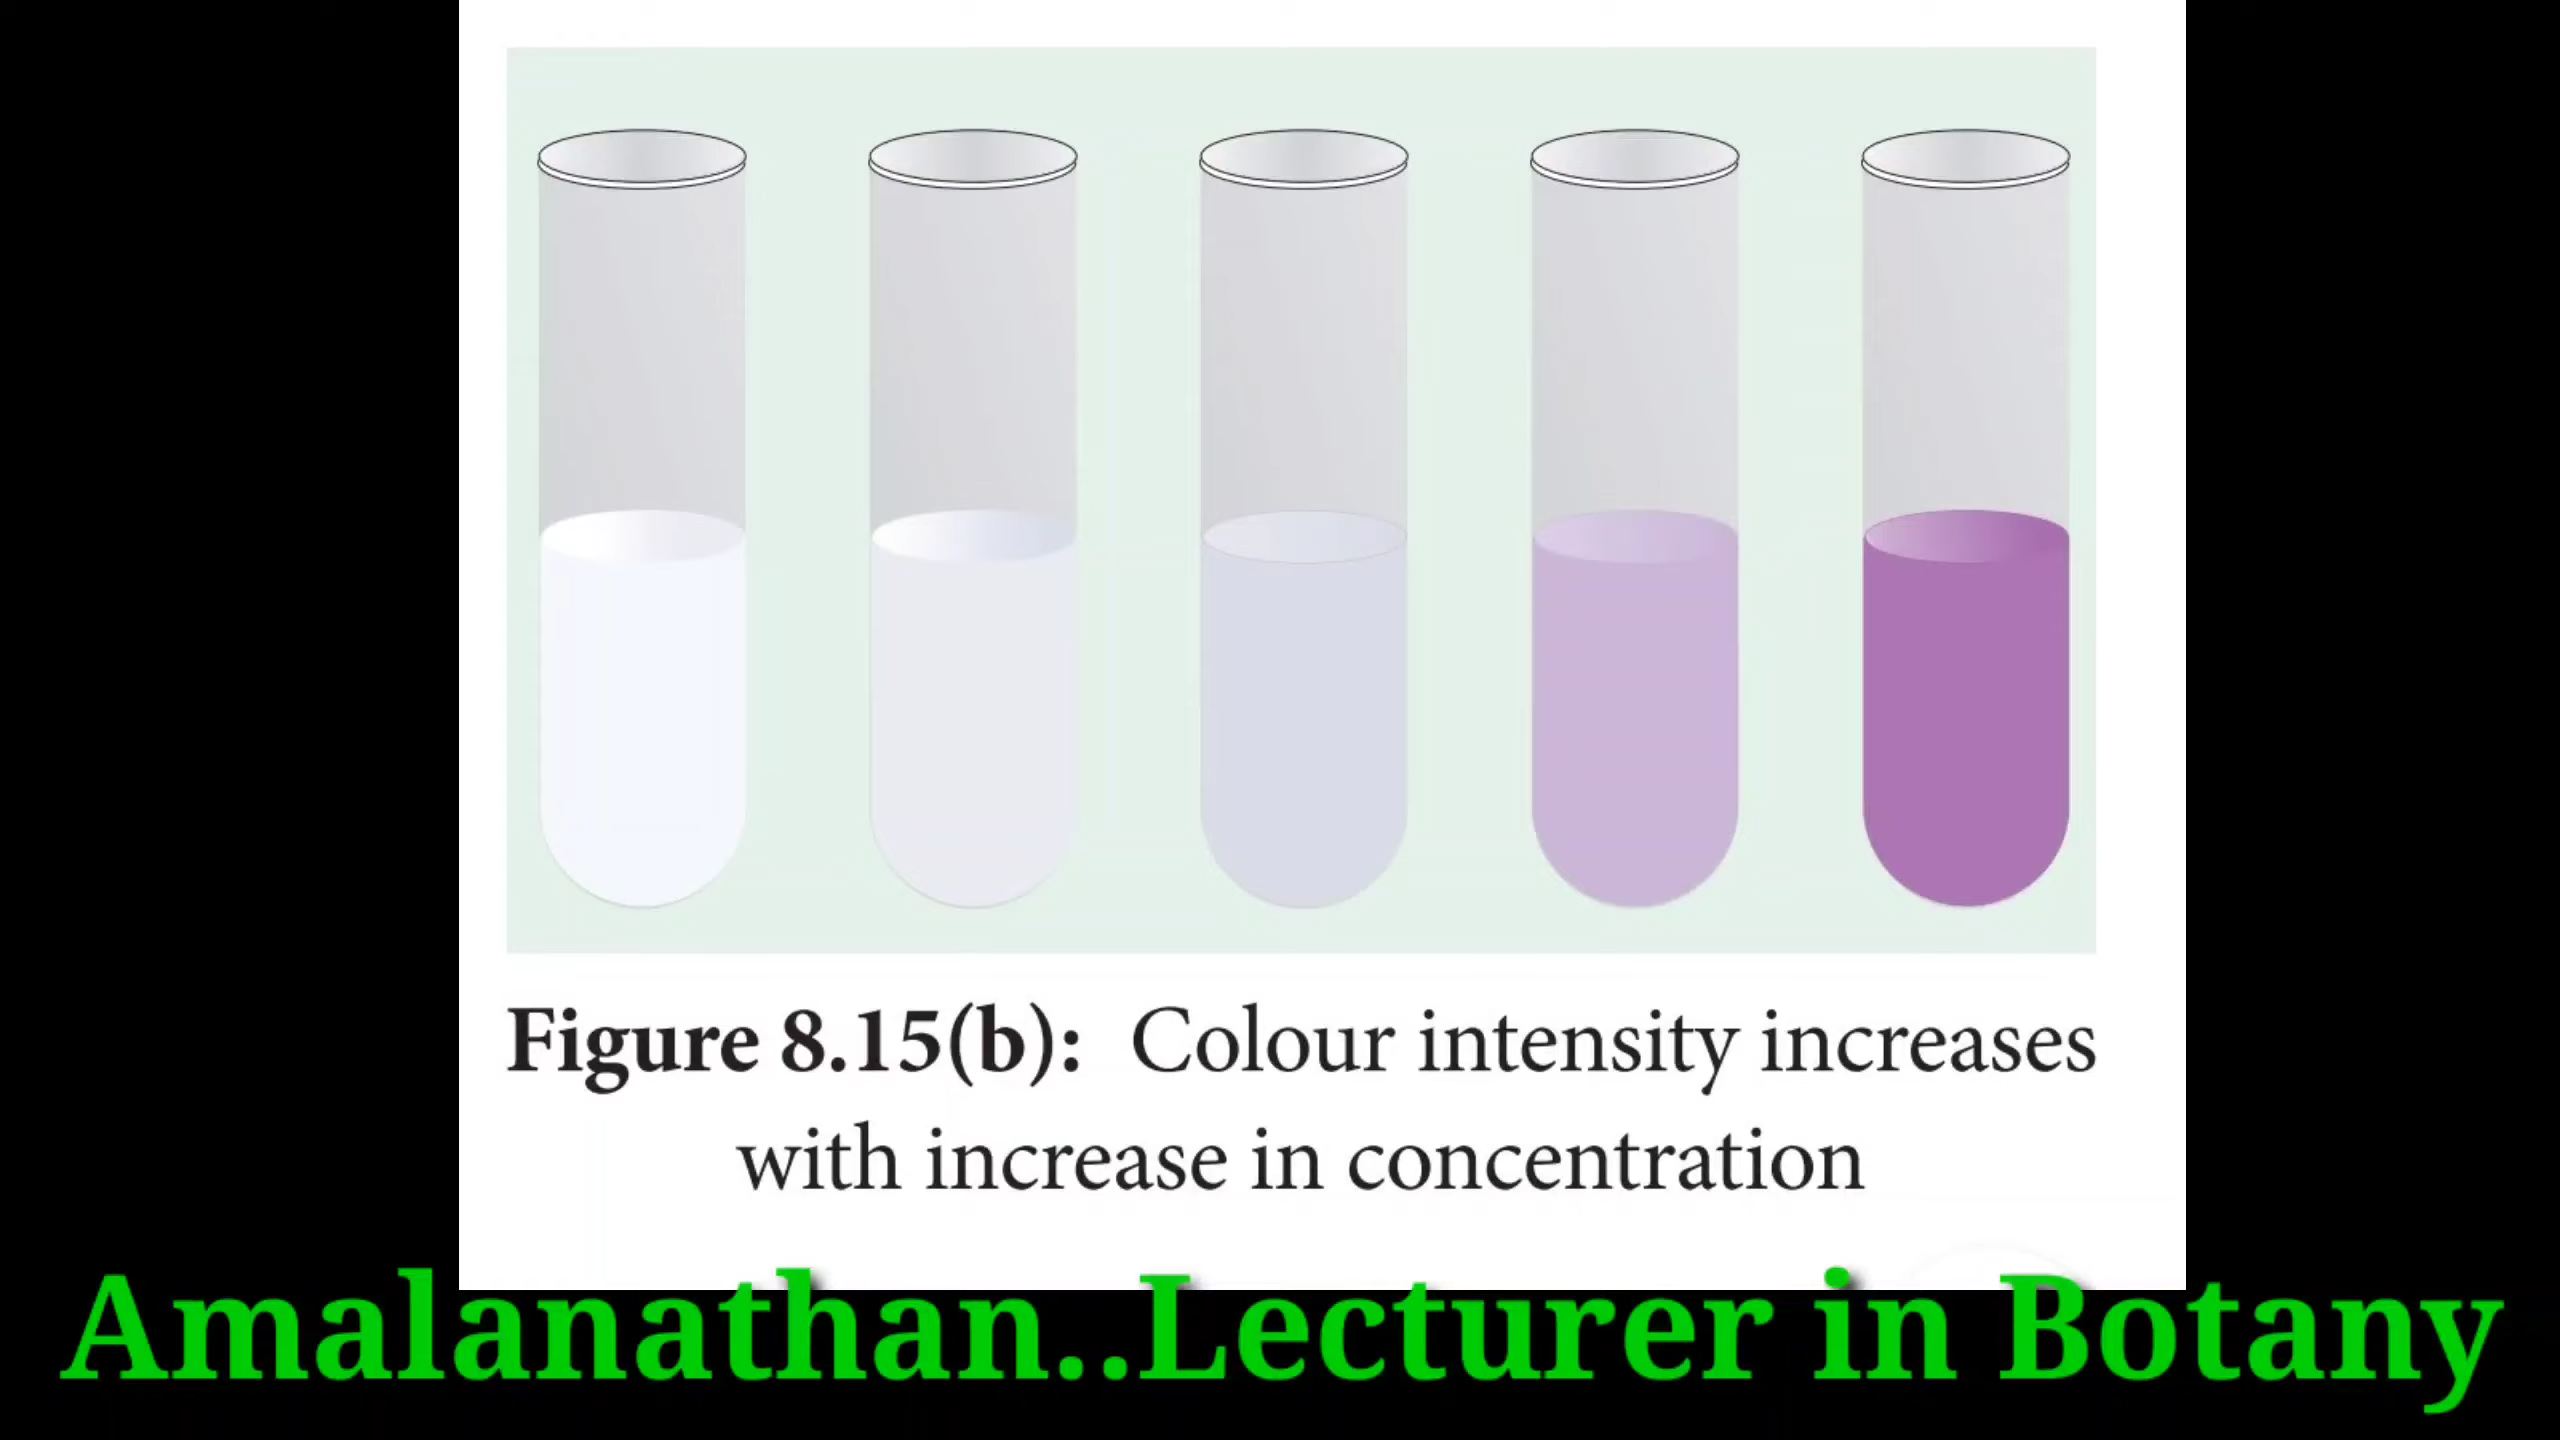 Figure 8.15(b): Colour intensity increases
with increase in concentration
Amalanathan..Lecturer in Botany